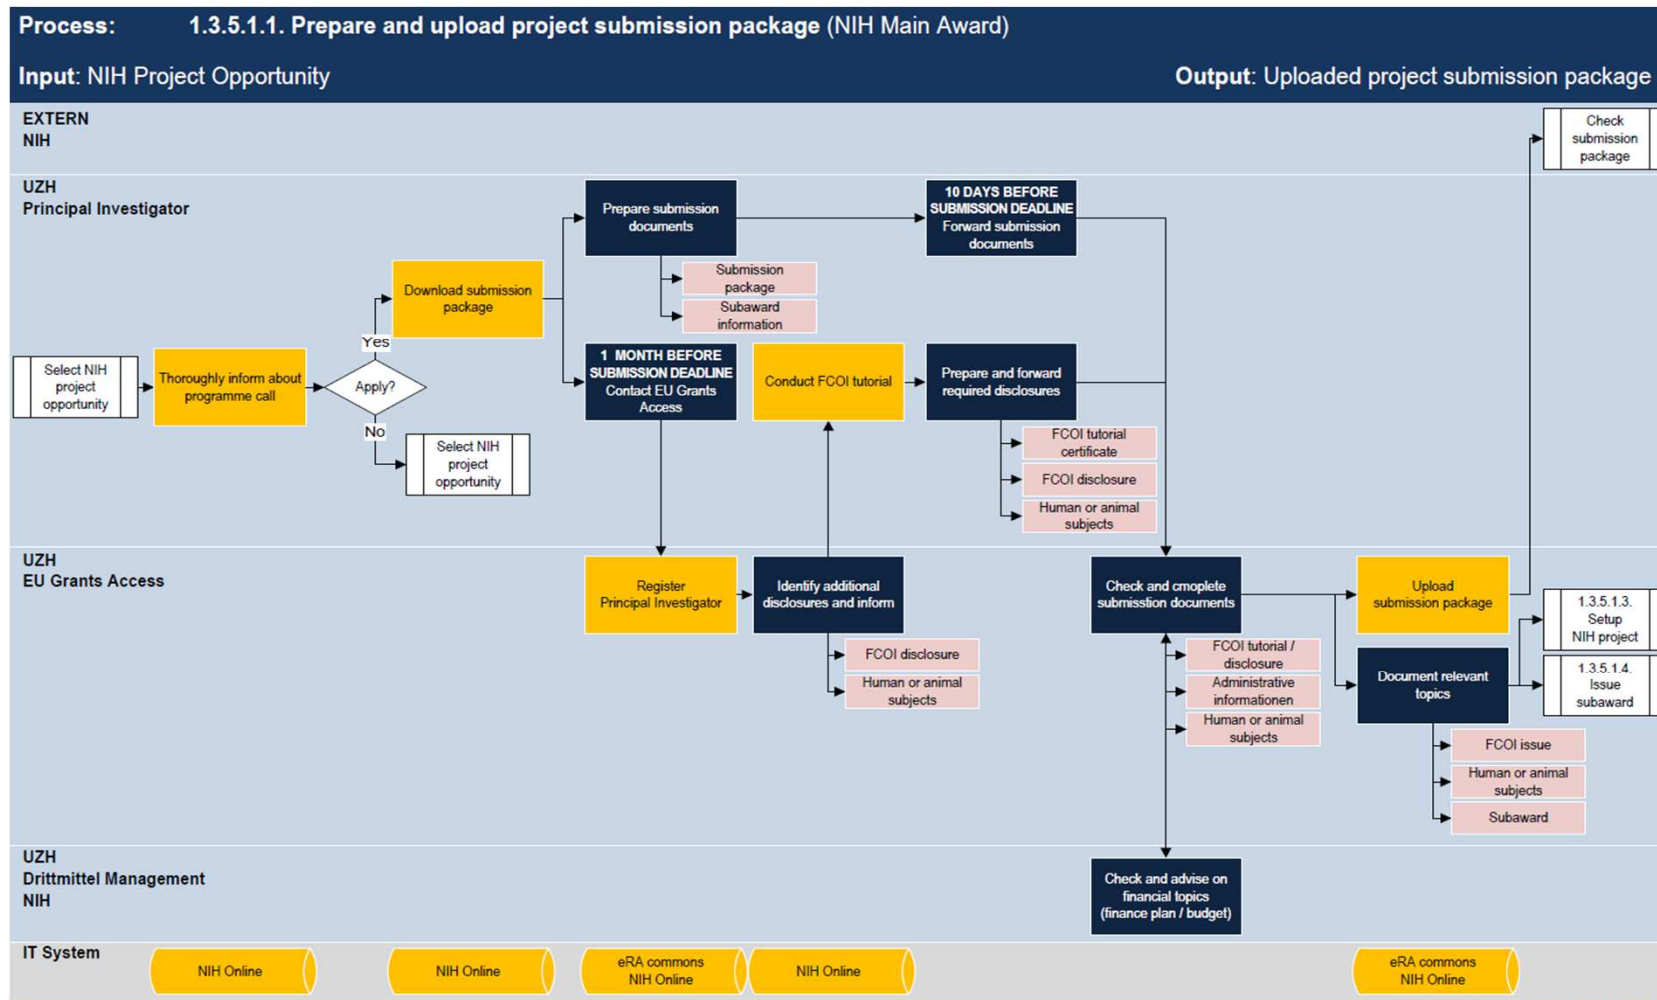 Process: 1.3.5.1.1. Prepare and upload project submission package (NIH Main Award)
Input: NIH Project Opportunity
Output: Uploaded project submission package
EXTERN
NIH
Check
submission
package
UZH
Principal Investigator
Prepare submission
documents
10 DAYS BEFORE
SUBMISSION DEADLINE
Forward submission
documents
Submission
package
Subaward
information
Download submission
package
Yes
Select NIH
project
opportunity
Thoroughly inform about
programme call
Apply?
No
Select NIH
project
opportunity
1 MONTH BEFORE
SUBMISSION DEADLINE
Contact EU Grants
Access
Conduct FCOI tutorial
Prepare and forward
required disclosures
FCOI tutorial
certificate
FCOI disclosure
Human or animal
subjects
UZH
EU Grants Access
Register
Principal Investigator
Identify additional
disclosures and inform
FCOI disclosure
Human or animal
subjects
Check and cmoplete
submisstion documents
FCOI tutorial /
disclosure
Administrative
informationen
Human or animal
subjects
Upload
submission package
Document relevant
topics
1.3.5.1.3.
Setup
NIH project
1.3.5.1.4.
Issue
subaward
FCOI issue
Human or animal
subjects
Subaward
UZH
Drittmittel Management
NIH
Check and advise on
financial topics
(finance plan / budget)
IT System
NIH Online
NIH Online
eRA commons
NIH Online
NIH Online
eRA commons
NIH Online